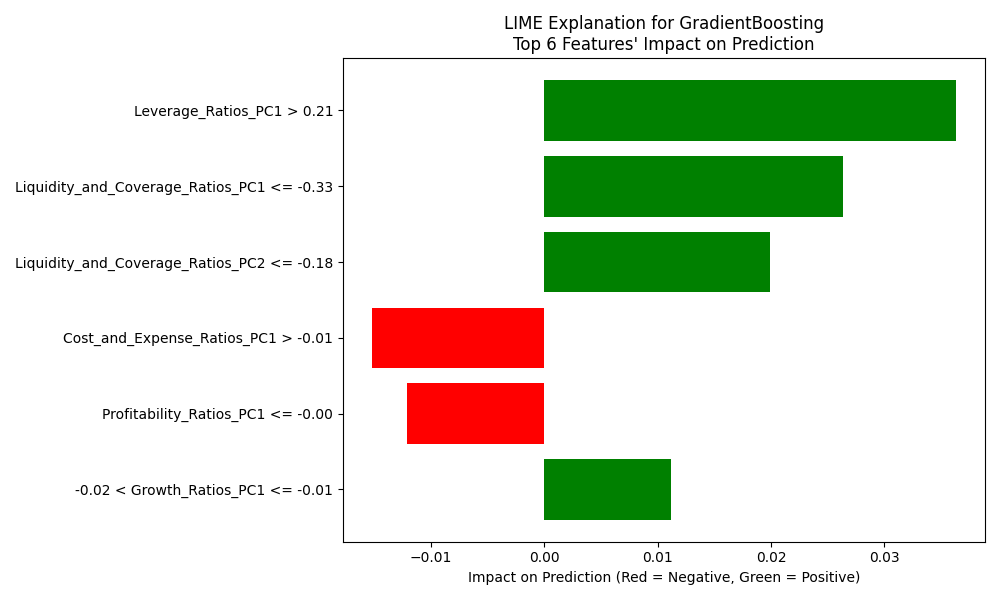 LIME Explanation for GradientBoosting
Top 6 Features' Impact on Prediction
Leverage_Ratios_PC1 > 0.21
Liquidity_and_Coverage_Ratios_PC1 <= -0.33
Liquidity_and_Coverage_Ratios_PC2 <= -0.18
Cost_and_Expense_Ratios_PC1 > -0.01
Profitability_Ratios_PC1 <= -0.00
-0.02 < Growth_Ratios_PC1 <= -0.01
−0.01 0.00 0.01 0.02 0.03
Impact on Prediction (Red = Negative, Green = Positive)